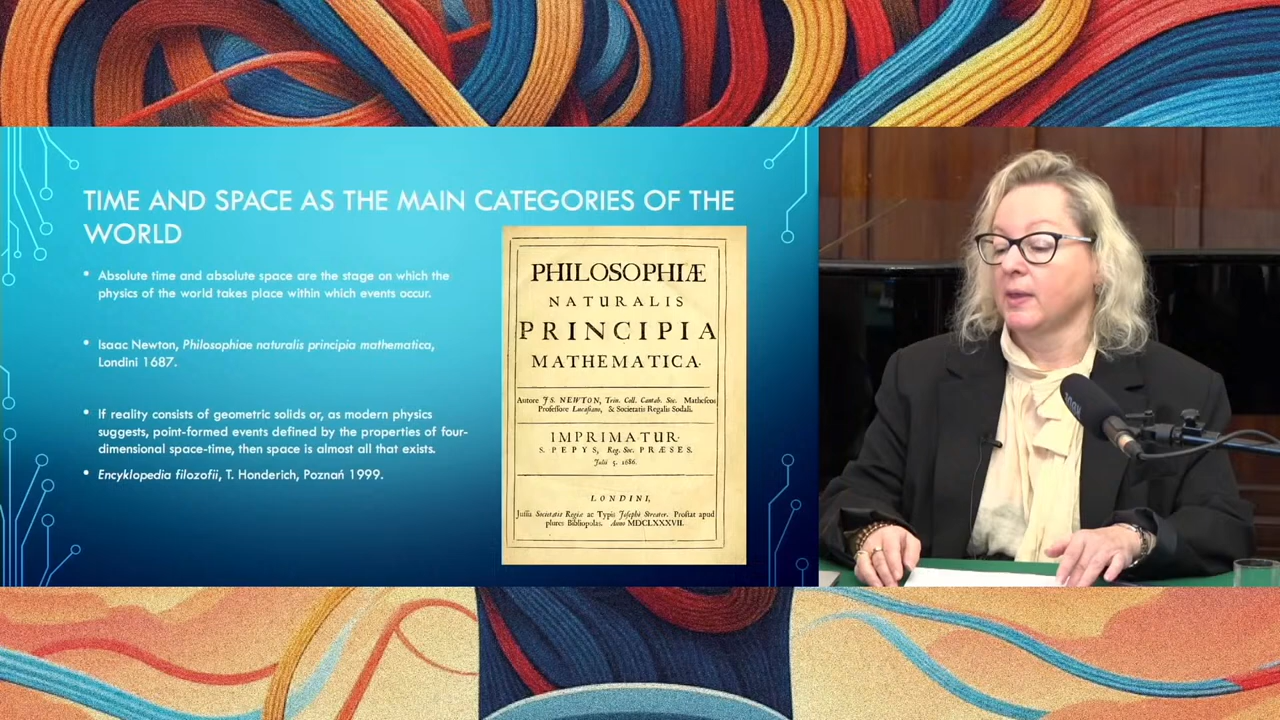 TIME AND SPACE AS THE MAIN CATEGORIES OF THE
WORLD
• Absolute time and absolute space are the stage on which the
physics of the world takes place within which events occur.
• Isaac Newton, Philosophiae naturalis principia mathematica,
Londini 1687.
• If reality consists of geometric solids or, as modern physics
suggests, point-formed events defined by the properties of four-
dimensional space-time, then space is almost all that exists.
• Encyklopedia filozofii, T. Honderich, Poznań 1999.
PHILOSOPHIÆ
NATURALIS
PRINCIPIA
MATHEMATICA.
Autore JS. NEWTON, Trin. Coll. Cantab. Soc. Matheseos
Professore Lucasiano, & Societatis Regalis Sodali.
IMPRIMATUR·
S. PEPYS, Reg. Soc. PRÆSES.
Julii 5. 1686.
LONDINI,
Jussu Societatis Regiæ ac Typis Josephi Streater. Prostat apud
plures Bibliopolas. Anno MDCLXXXVII.